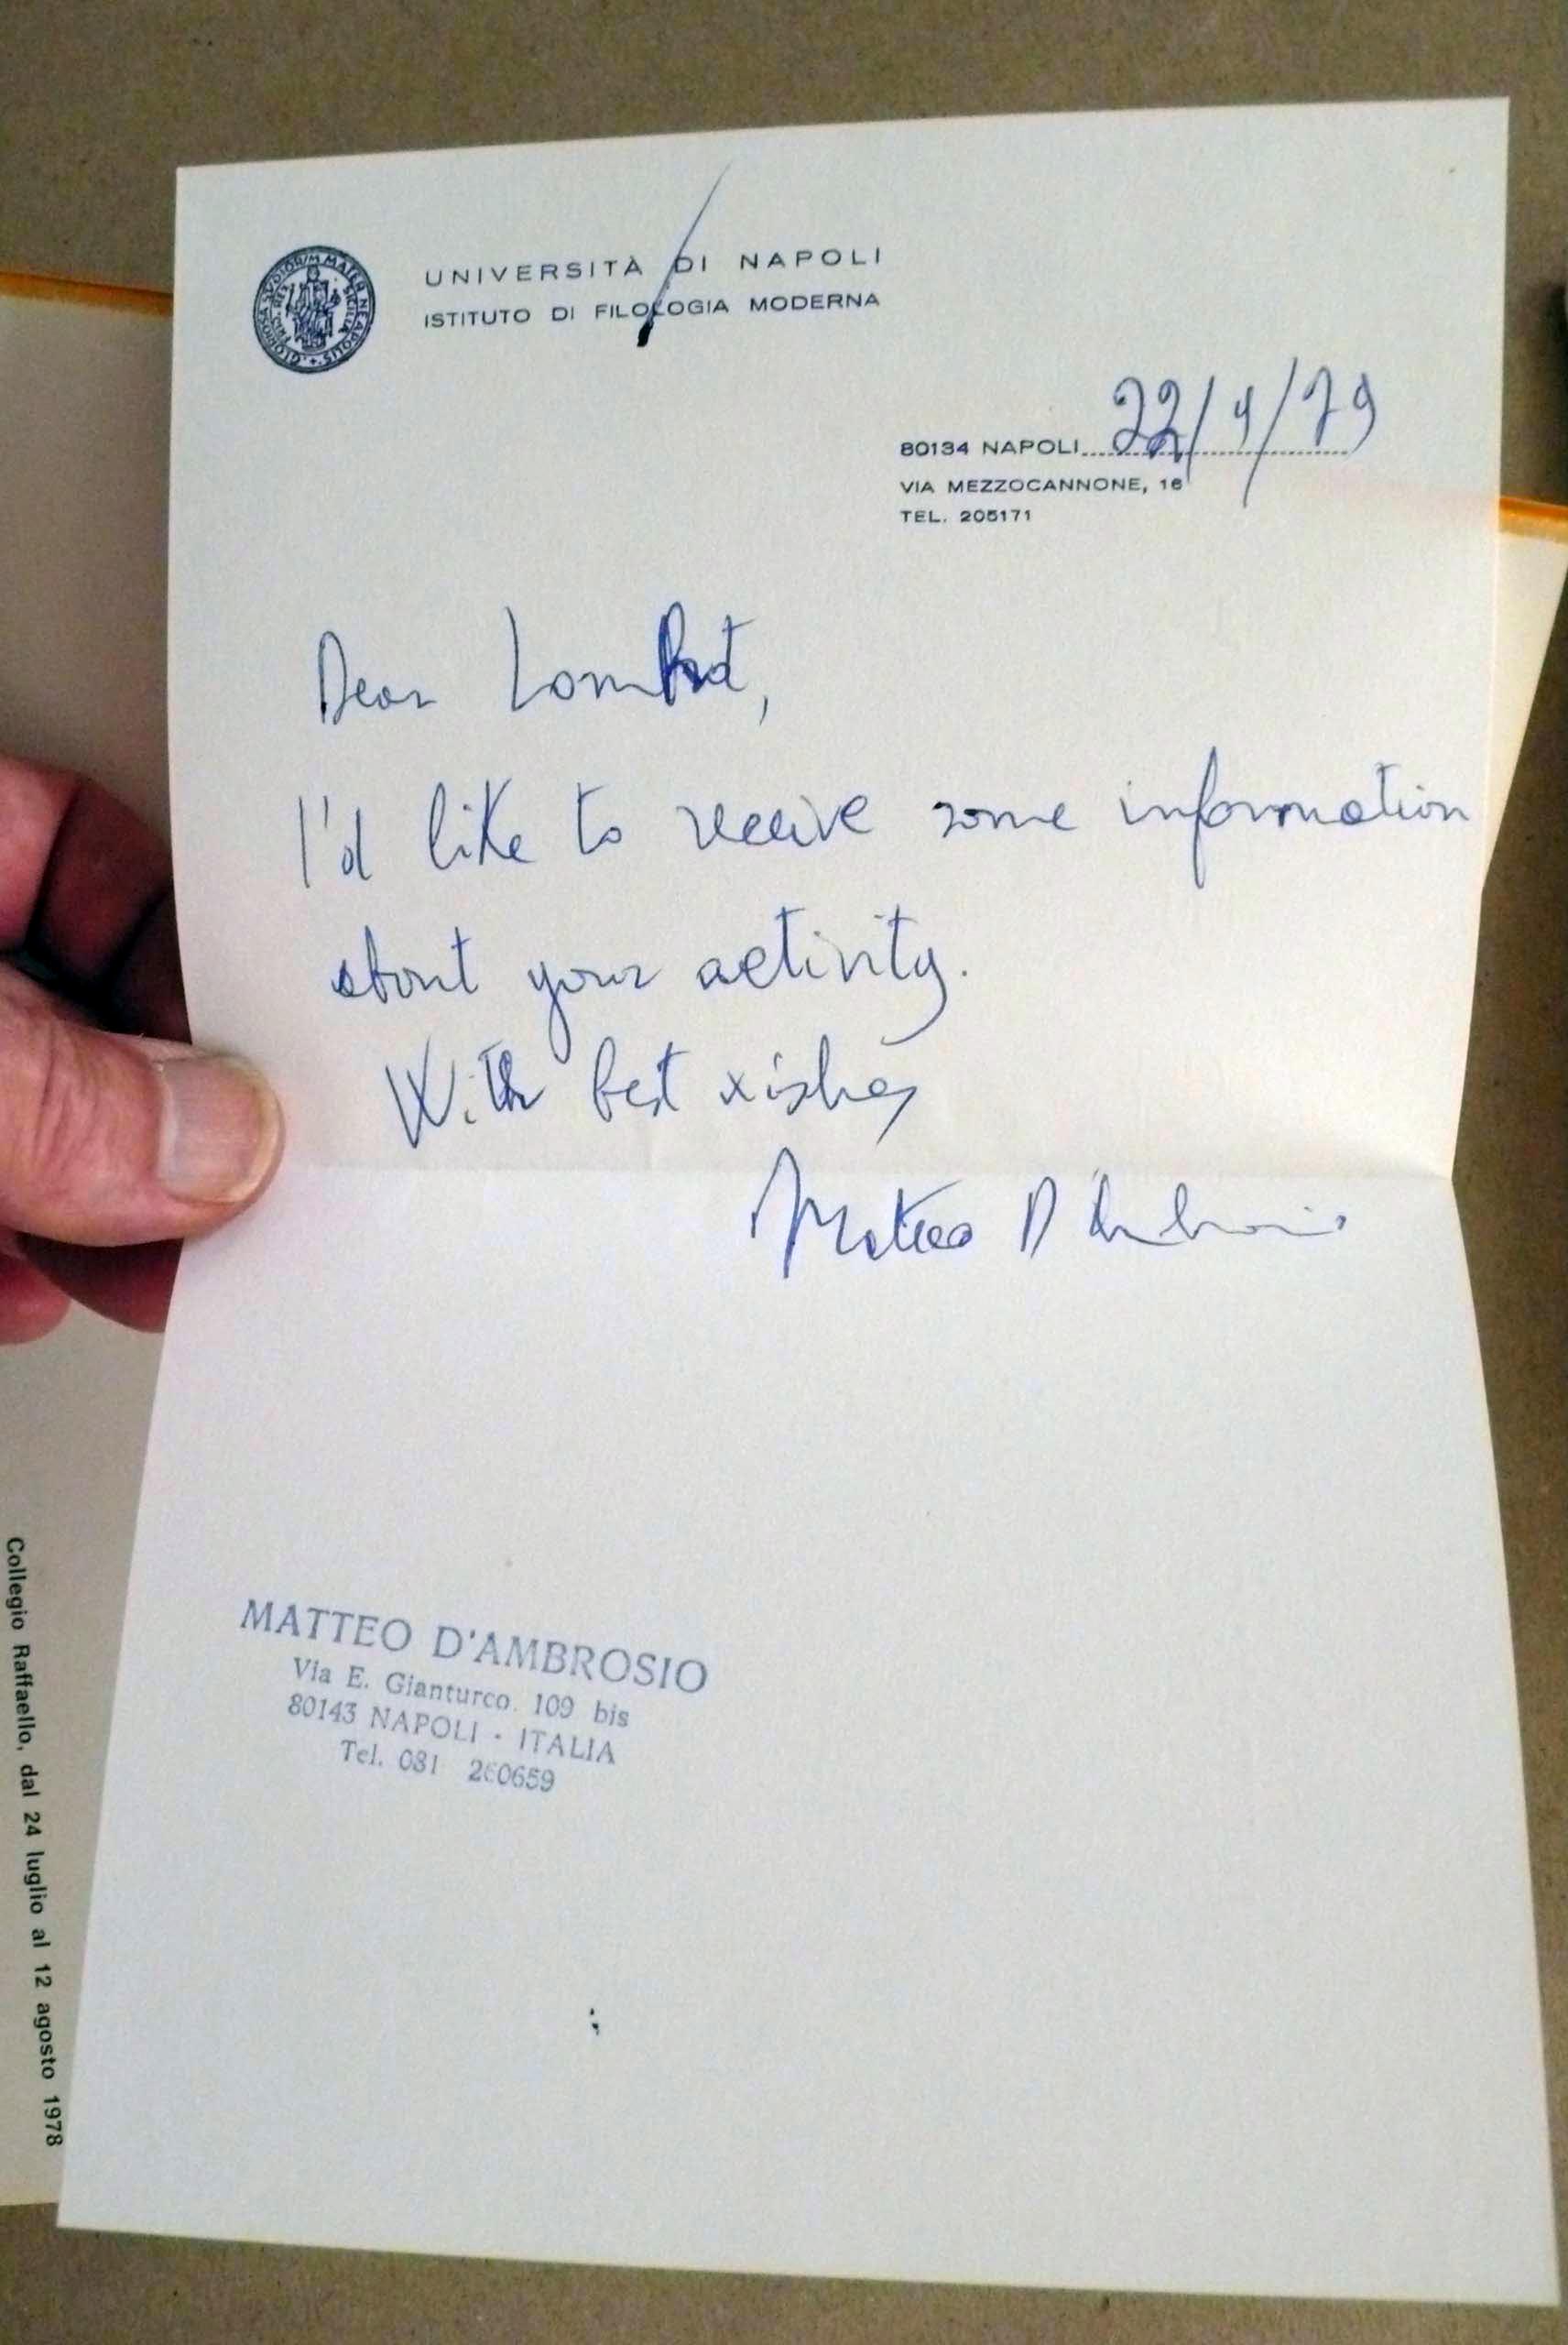 UNIVERSITÀ DI NAPOLI
ISTITUTO DI FILOLOGIA MODERNA
22/4/79
80134 NAPOLI
VIA MEZZOCANNONE, 16
TEL. 205171
Dear
I'd like to receive some information
about your activity.
With best wishes
Matteo D'Ambrosio
MATTEO D'AMBROSIO
Via E. Gianturco, 109 bis
80143 NAPOLI - ITALIA
Tel. 081
Collegio Raffaello, dal 24 luglio al 12 agosto 1978